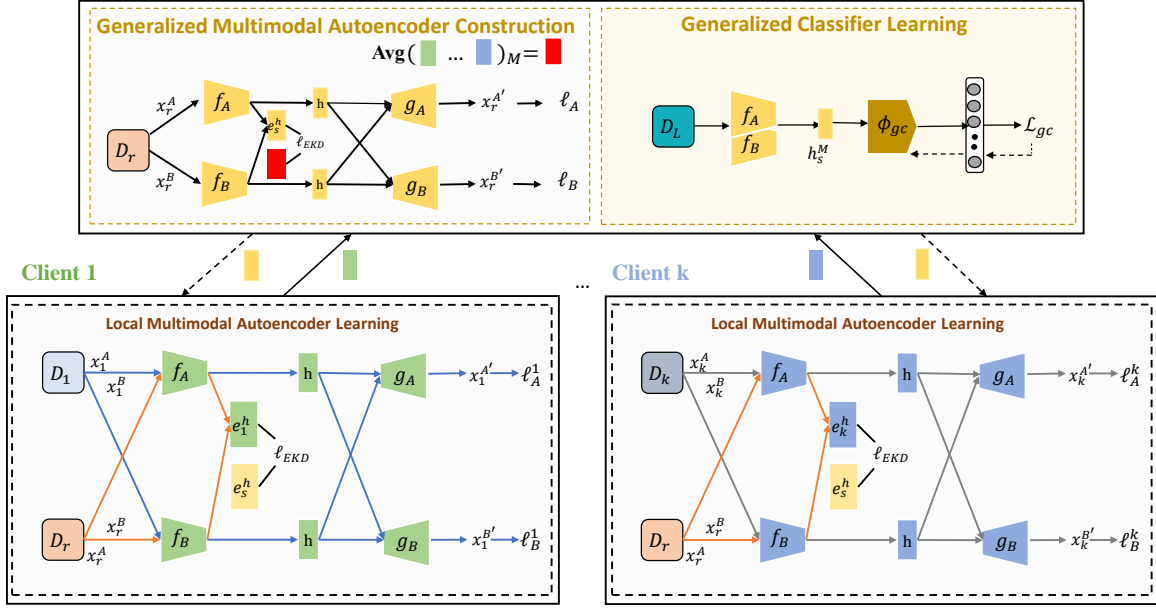 Generalized Multimodal Autoencoder Construction
Avg( ... )_M=
x_r^A
f_A
h
g_A
x_r^{A'}
ℓ_A
D_r
e_s^h
ℓ_EKD
x_r^B
f_B
h
g_B
x_r^{B'}
ℓ_B
Generalized Classifier Learning
D_L
f_A
f_B
h_s^M
ϕ_gc
ℒ_gc
Client 1
...
Client k
Local Multimodal Autoencoder Learning
D_1
x_1^A
x_1^B
f_A
h
g_A
x_1^{A'}
ℓ_A^1
e_1^h
ℓ_EKD
e_s^h
D_r
x_r^B
x_r^A
f_B
h
g_B
x_1^{B'}
ℓ_B^1
Local Multimodal Autoencoder Learning
D_k
x_k^A
x_k^B
f_A
h
g_A
x_k^{A'}
ℓ_A^k
e_k^h
ℓ_EKD
e_s^h
D_r
x_r^B
x_r^A
f_B
h
g_B
x_k^{B'}
ℓ_B^k